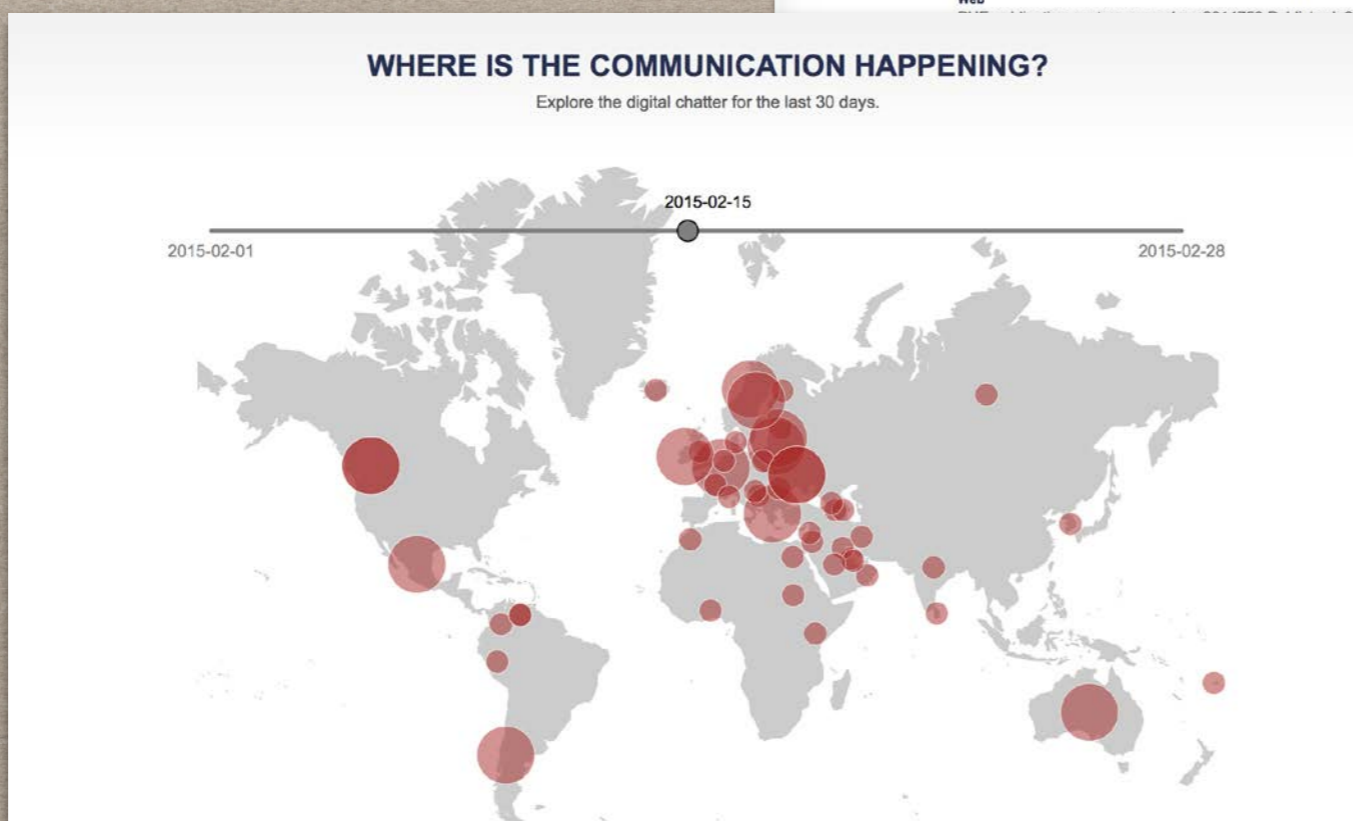 Web
WHERE IS THE COMMUNICATION HAPPENING?
Explore the digital chatter for the last 30 days.
2015-02-15
2015-02-01
2015-02-28